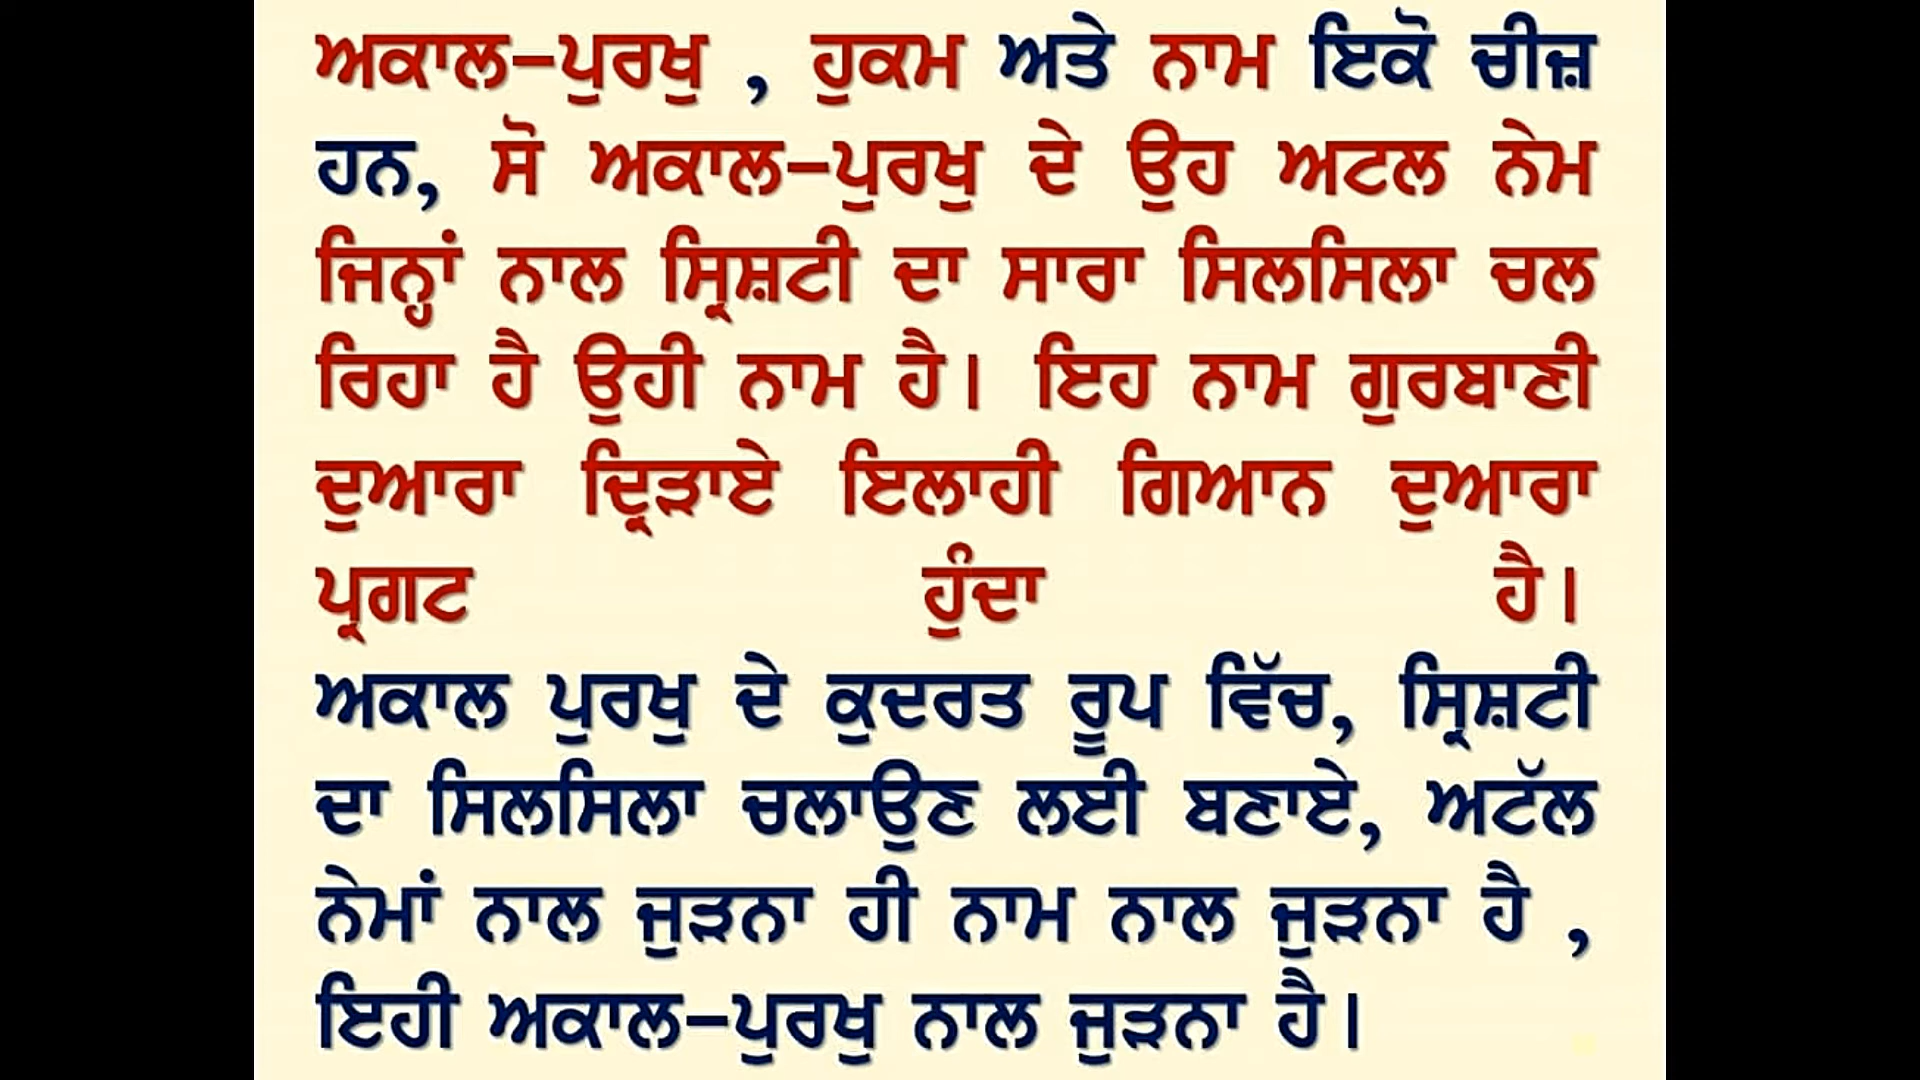 ਅਕਾਲ-ਪੁਰਖੁ , ਹੁਕਮ ਅਤੇ ਨਾਮ ਇਕੋ ਚੀਜ਼
ਹਨ, ਸੋ ਅਕਾਲ-ਪੁਰਖੁ ਦੇ ਉਹ ਅਟਲ ਨੇਮ
ਜਿਨ੍ਹਾਂ ਨਾਲ ਸ੍ਰਿਸ਼ਟੀ ਦਾ ਸਾਰਾ ਸਿਲਸਿਲਾ ਚਲ
ਰਿਹਾ ਹੈ ਉਹੀ ਨਾਮ ਹੈ। ਇਹ ਨਾਮ ਗੁਰਬਾਣੀ
ਦੁਆਰਾ ਦ੍ਰਿੜਾਏ ਇਲਾਹੀ ਗਿਆਨ ਦੁਆਰਾ
ਪ੍ਰਗਟ ਹੁੰਦਾ ਹੈ।
ਅਕਾਲ ਪੁਰਖੁ ਦੇ ਕੁਦਰਤ ਰੂਪ ਵਿੱਚ, ਸ੍ਰਿਸ਼ਟੀ
ਦਾ ਸਿਲਸਿਲਾ ਚਲਾਉਣ ਲਈ ਬਣਾਏ, ਅਟੱਲ
ਨੇਮਾਂ ਨਾਲ ਜੁੜਨਾ ਹੀ ਨਾਮ ਨਾਲ ਜੁੜਨਾ ਹੈ ,
ਇਹੀ ਅਕਾਲ-ਪੁਰਖੁ ਨਾਲ ਜੁੜਨਾ ਹੈ।